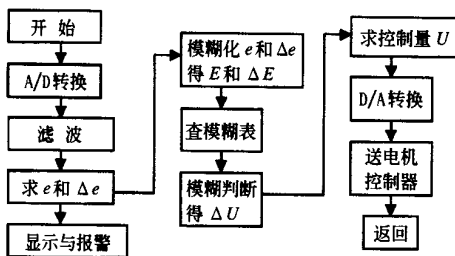 开始
A/D转换
滤波
求e和Δe
显示与报警
模糊化e和Δe
得E和ΔE
查模糊表
模糊判断
得ΔU
求控制量U
D/A转换
送电机
控制器
返回